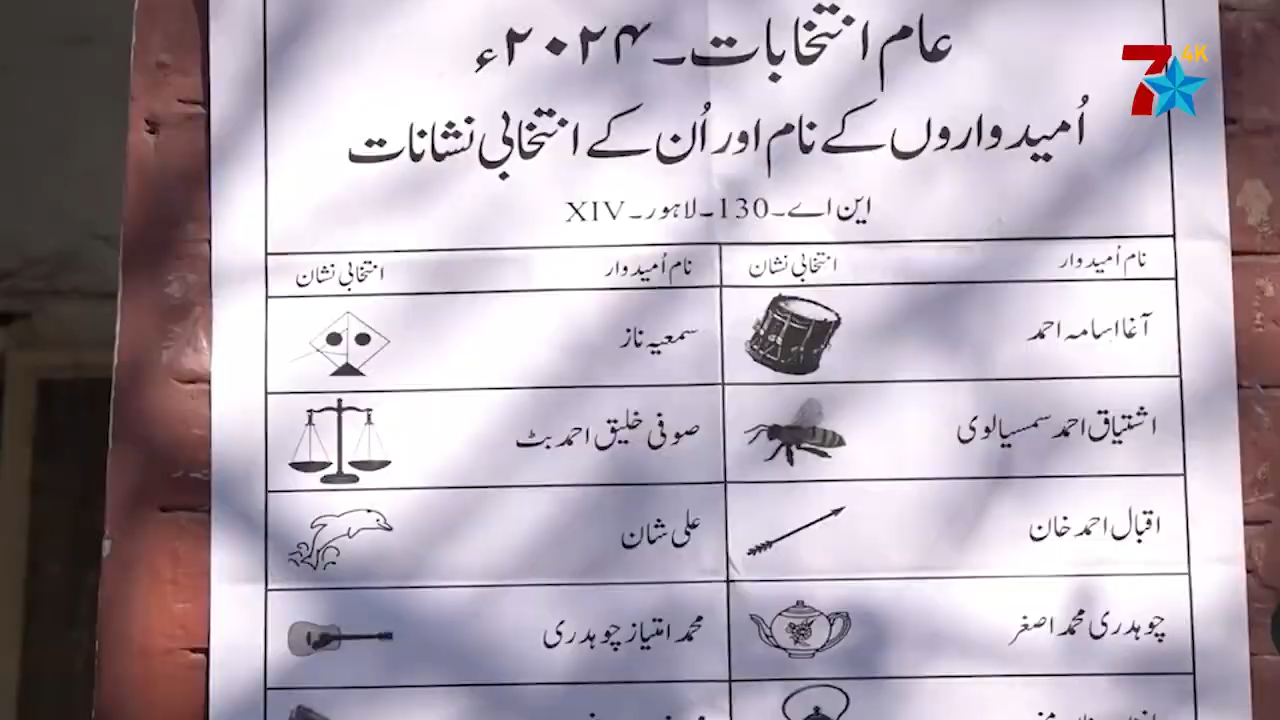 عام انتخابات۔۲۰۲۴ء
اُمیدواروں کے نام اور اُن کے انتخابی نشانات
این اے۔130۔لاہور۔XIV
نام اُمیدوار انتخابی نشان نام اُمیدوار انتخابی نشان
آغا اسامہ احمد سمعیہ ناز
اشتیاق احمد سمسیالوی صوفی خلیق احمد بٹ
اقبال احمد خان علی شان
چوہدری محمد اصغر محمد امتیاز چوہدری
7 4K